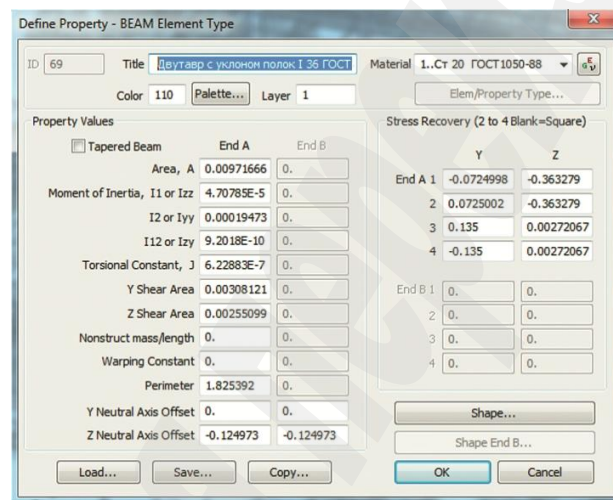 Define Property - BEAM Element Type
ID 69 Title Двутавр с уклоном полок I 36 ГОСТ Material 1..Ст 20 ГОСТ1050-88
Color 110 Palette... Layer 1 Elem/Property Type...
Property Values
Tapered Beam End A End B
Area, A 0.00971666 0.
Moment of Inertia, I1 or Izz 4.70785E-5 0.
I2 or Iyy 0.00019473 0.
I12 or Izy 9.2018E-10 0.
Torsional Constant, J 6.22883E-7 0.
Y Shear Area 0.00308121 0.
Z Shear Area 0.00255099 0.
Nonstruct mass/length 0. 0.
Warping Constant 0. 0.
Perimeter 1.825392 0.
Y Neutral Axis Offset 0. 0.
Z Neutral Axis Offset -0.124973 -0.124973
Stress Recovery (2 to 4 Blank=Square)
Y Z
End A 1 -0.0724998 -0.363279
2 0.0725002 -0.363279
3 0.135 0.00272067
4 -0.135 0.00272067
End B 1 0. 0.
2 0. 0.
3 0. 0.
4 0. 0.
Shape...
Shape End B...
Load... Save... Copy... OK Cancel